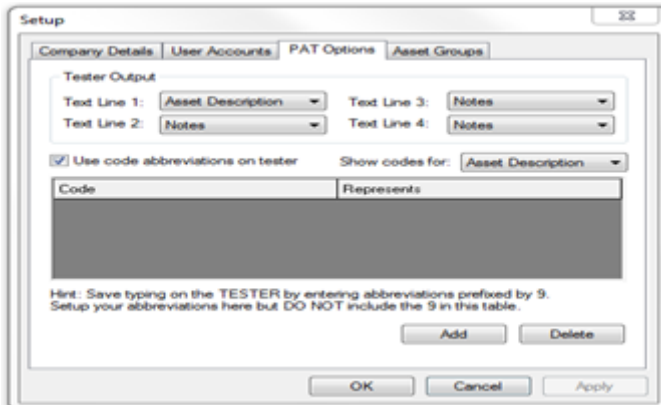 Setup
Company Details User Accounts PAT Options Asset Groups
Tester Output
Text Line 1: Asset Description Text Line 3: Notes
Text Line 2: Notes Text Line 4: Notes
Use code abbreviations on tester Show codes for: Asset Description
Code Represents
Hint: Save typing on the TESTER by entering abbreviations prefixed by 9.
Setup your abbreviations here but DO NOT include the 9 in this table.
Add Delete
OK Cancel Apply